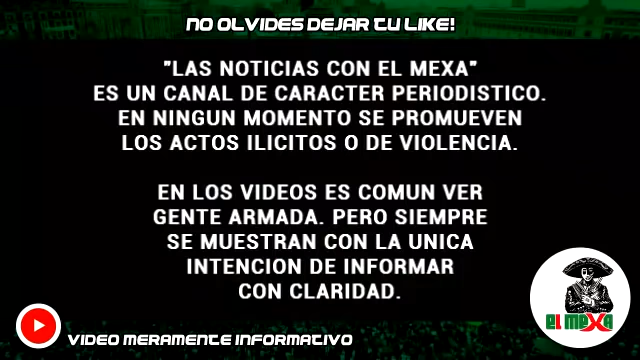 NO OLVIDES DEJAR TU LIKE!
"LAS NOTICIAS CON EL MEXA"
ES UN CANAL DE CARACTER PERIODISTICO.
EN NINGUN MOMENTO SE PROMUEVEN
LOS ACTOS ILICITOS O DE VIOLENCIA.
EN LOS VIDEOS ES COMUN VER
GENTE ARMADA. PERO SIEMPRE
SE MUESTRAN CON LA UNICA
INTENCION DE INFORMAR
CON CLARIDAD.
EL MEXA
VIDEO MERAMENTE INFORMATIVO